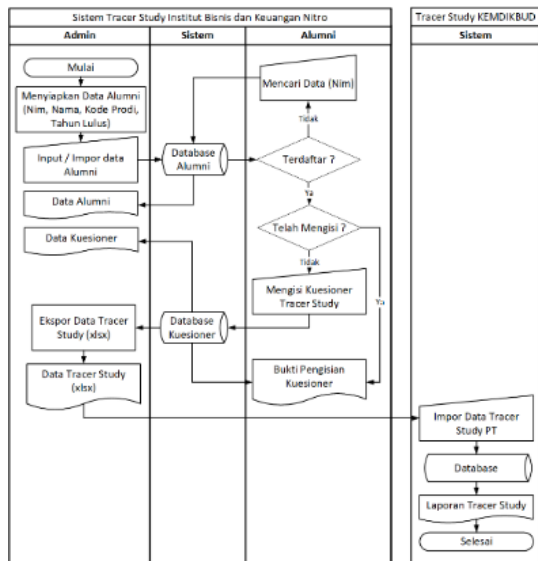 Sistem Tracer Study Institut Bisnis dan Keuangan Nitro
Tracer Study KEMDIKBUD
Admin
Sistem
Alumni
Sistem
Mulai
Menyiapkan Data Alumni
(Nim, Nama, Kode Prodi,
Tahun Lulus)
Input / Impor data
Alumni
Data Alumni
Data Kuesioner
Ekspor Data Tracer
Study (xlsx)
Data Tracer Study
(xlsx)
Database
Alumni
Database
Kuesioner
Mencari Data (Nim)
Tidak
Terdaftar ?
Ya
Telah Mengisi ?
Tidak
Ya
Mengisi Kuesioner
Tracer Study
Bukti Pengisian
Kuesioner
Impor Data Tracer
Study PT
Database
Laporan Tracer Study
Selesai